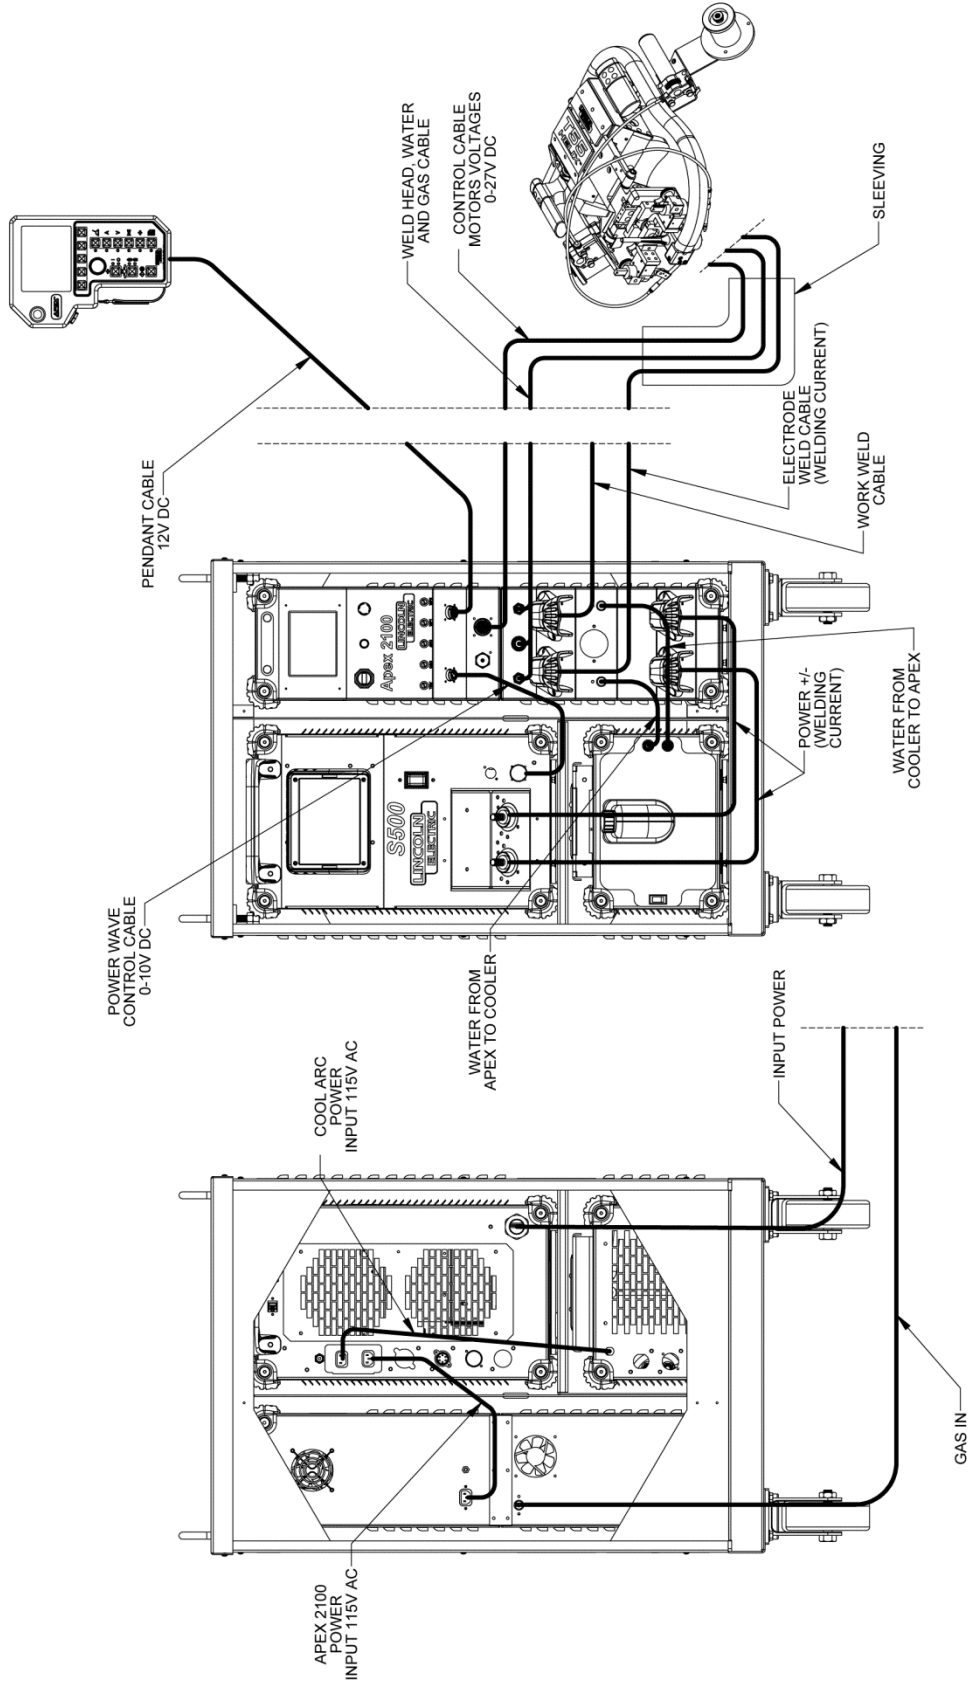 PENDANT CABLE
12V DC
WELD HEAD, WATER
AND GAS CABLE
CONTROL CABLE
MOTORS VOLTAGES
0-27V DC
SLEEVING
ELECTRODE
WELD CABLE
(WELDING CURRENT)
WORK WELD
CABLE
Apex 2100
LINCOLN
ELECTRIC
S500
LINCOLN
ELECTRIC
POWER WAVE
CONTROL CABLE
0-10V DC
WATER FROM
APEX TO COOLER
POWER +/-
(WELDING
CURRENT)
WATER FROM
COOLER TO APEX
COOL ARC
POWER
INPUT 115V AC
INPUT POWER
APEX 2100
POWER
INPUT 115V AC
GAS IN